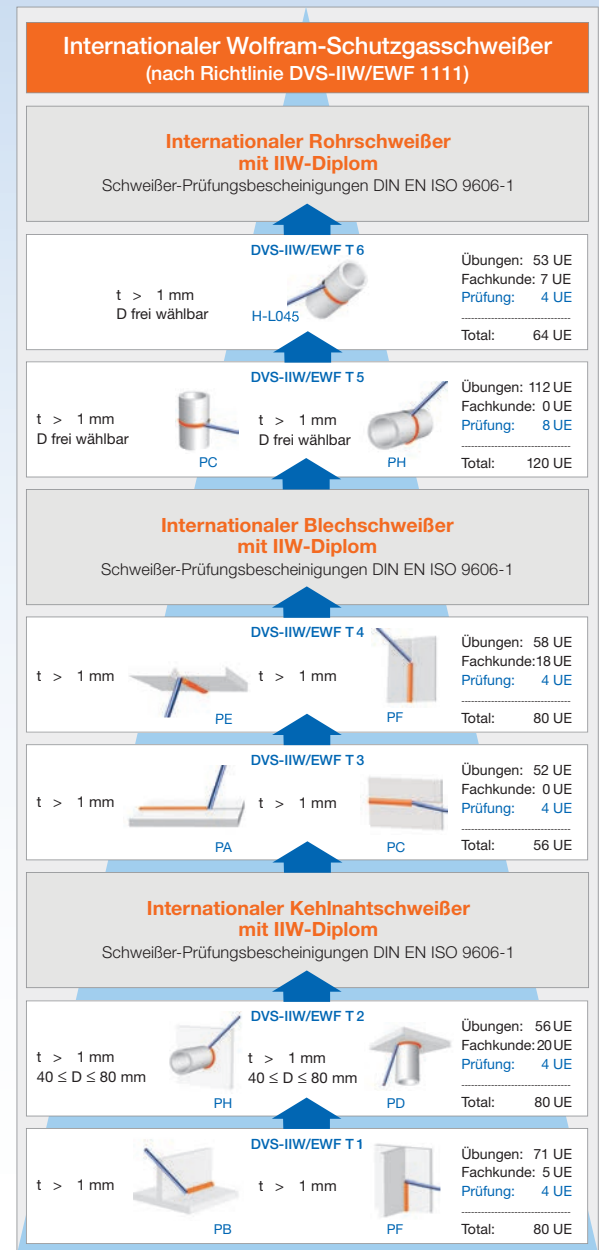 Internationaler Wolfram-Schutzgasschweißer
(nach Richtlinie DVS-IIW/EWF 1111)
Internationaler Rohrschweißer
mit IIW-Diplom
Schweißer-Prüfungsbescheinigungen DIN EN ISO 9606-1
DVS-IIW/EWF T 6
t > 1 mm
D frei wählbar
H-L045
Übungen: 53 UE
Fachkunde: 7 UE
Prüfung: 4 UE
Total: 64 UE
DVS-IIW/EWF T 5
t > 1 mm
D frei wählbar
PC
t > 1 mm
D frei wählbar
PH
Übungen: 112 UE
Fachkunde: 0 UE
Prüfung: 8 UE
Total: 120 UE
Internationaler Blechschweißer
mit IIW-Diplom
Schweißer-Prüfungsbescheinigungen DIN EN ISO 9606-1
DVS-IIW/EWF T 4
t > 1 mm
PE
t > 1 mm
PF
Übungen: 58 UE
Fachkunde: 18 UE
Prüfung: 4 UE
Total: 80 UE
DVS-IIW/EWF T 3
t > 1 mm
PA
t > 1 mm
PC
Übungen: 52 UE
Fachkunde: 0 UE
Prüfung: 4 UE
Total: 56 UE
Internationaler Kehlnahtschweißer
mit IIW-Diplom
Schweißer-Prüfungsbescheinigungen DIN EN ISO 9606-1
DVS-IIW/EWF T 2
t > 1 mm
40 ≤ D ≤ 80 mm
PH
t > 1 mm
40 ≤ D ≤ 80 mm
PD
Übungen: 56 UE
Fachkunde: 20 UE
Prüfung: 4 UE
Total: 80 UE
DVS-IIW/EWF T 1
t > 1 mm
PB
t > 1 mm
PF
Übungen: 71 UE
Fachkunde: 5 UE
Prüfung: 4 UE
Total: 80 UE